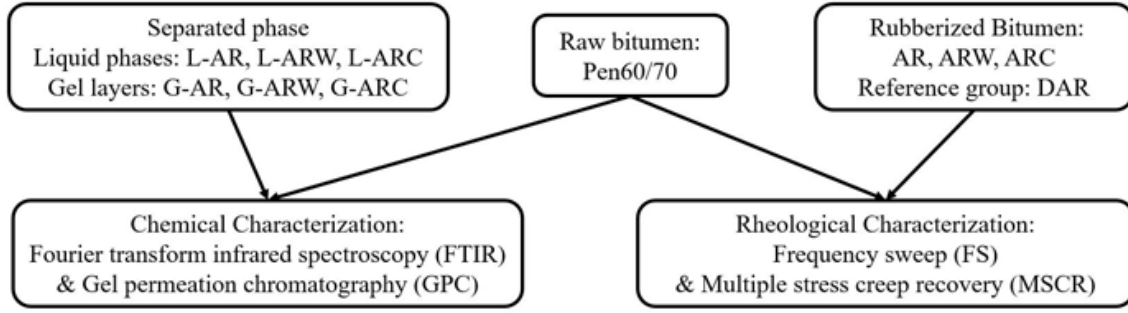 Separated phase
Liquid phases: L-AR, L-ARW, L-ARC
Gel layers: G-AR, G-ARW, G-ARC
Raw bitumen:
Pen60/70
Rubberized Bitumen:
AR, ARW, ARC
Reference group: DAR
Chemical Characterization:
Fourier transform infrared spectroscopy (FTIR)
& Gel permeation chromatography (GPC)
Rheological Characterization:
Frequency sweep (FS)
& Multiple stress creep recovery (MSCR)